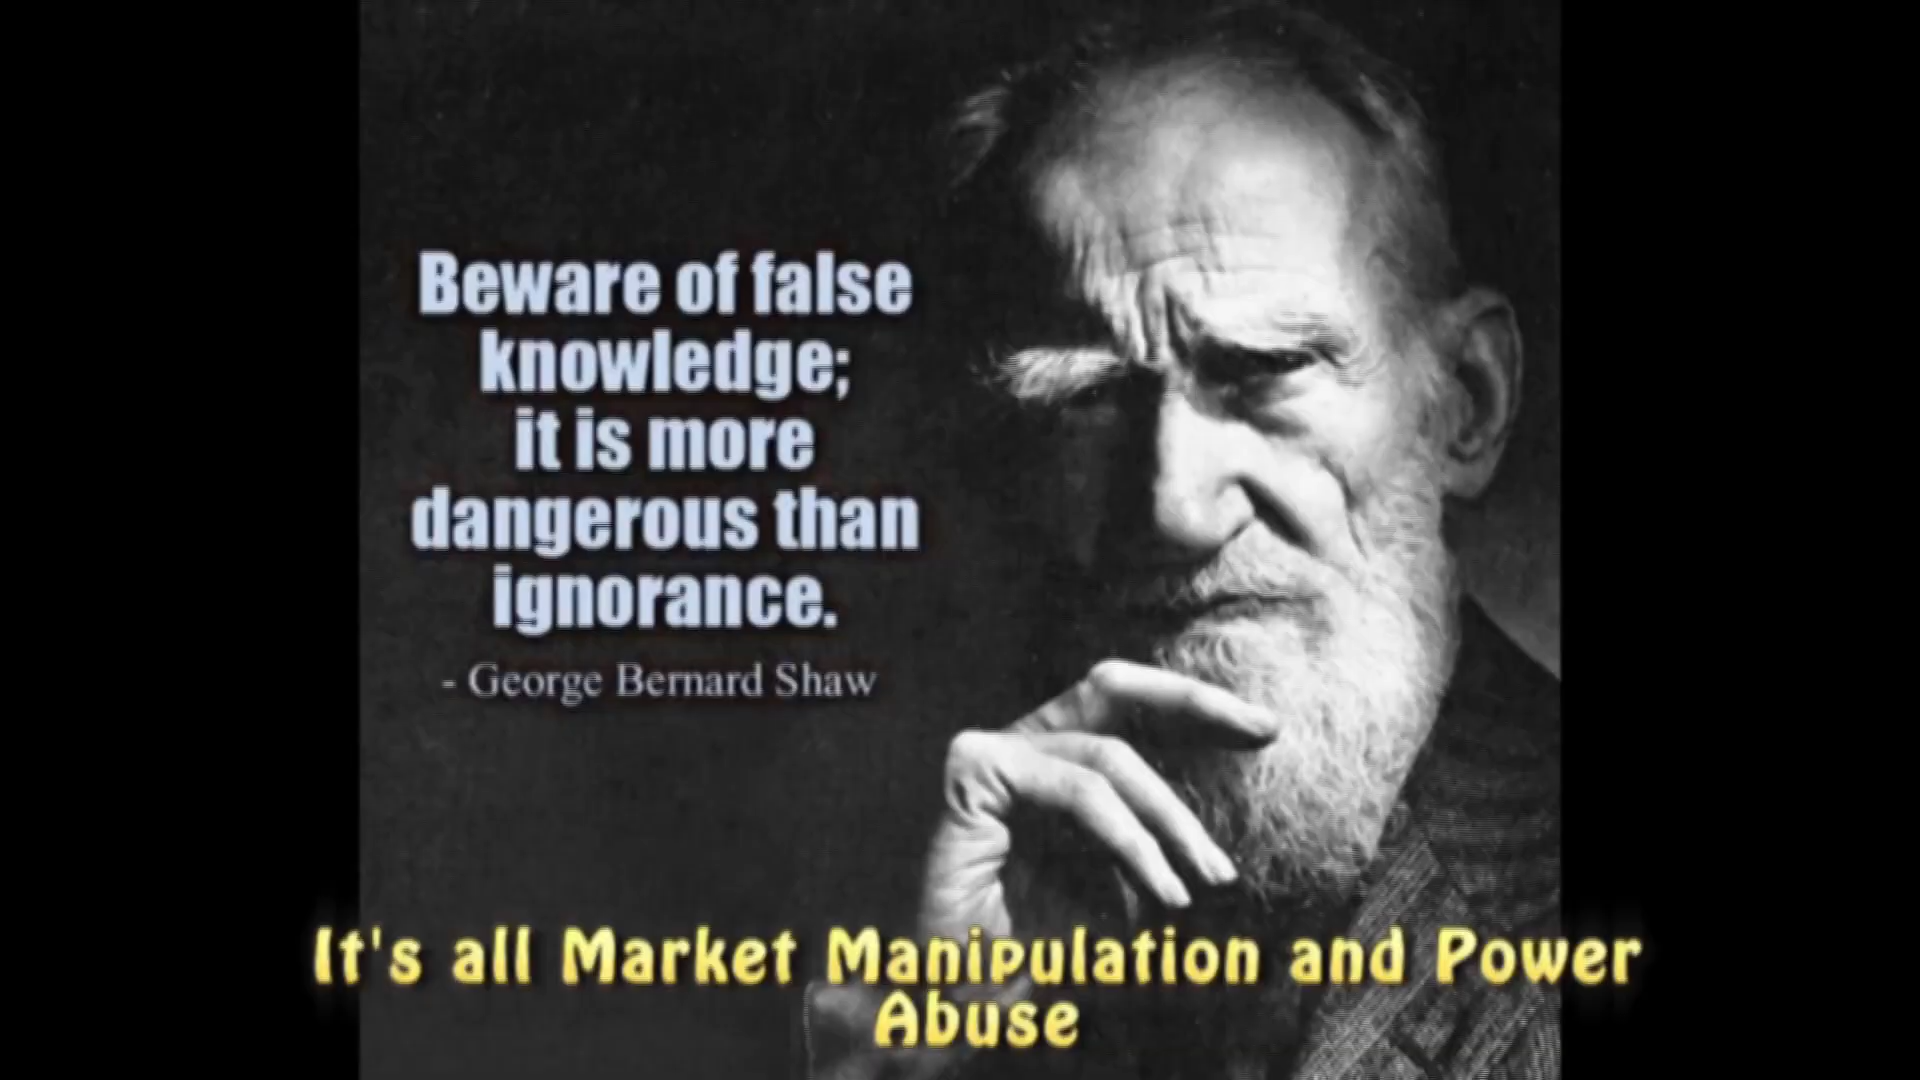 Beware of false
knowledge;
it is more
dangerous than
ignorance.
- George Bernard Shaw
It's all Market Manipulation and Power
Abuse